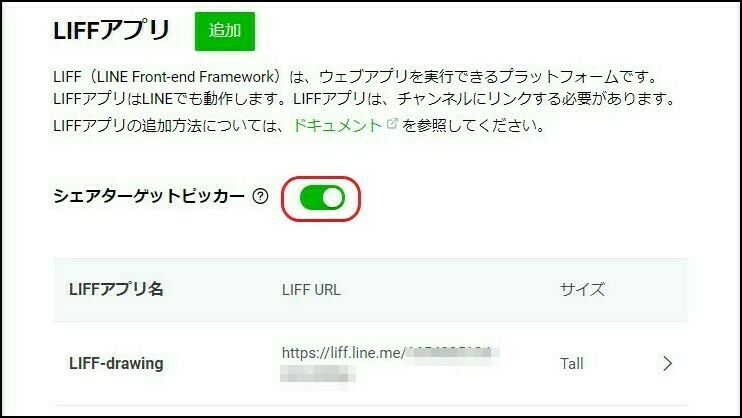 LIFFアプリ 追加
LIFF（LINE Front-end Framework）は、ウェブアプリを実行できるプラットフォームです。
LIFFアプリはLINEでも動作します。LIFFアプリは、チャンネルにリンクする必要があります。
LIFFアプリの追加方法については、ドキュメント を参照してください。
シェアターゲットピッカー ?
LIFFアプリ名 LIFF URL サイズ
LIFF-drawing https://liff.line.me/ Tall